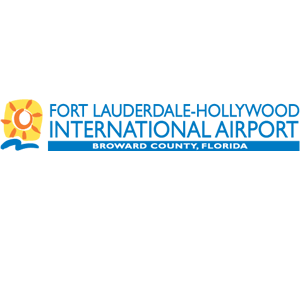 FORT LAUDERDALE-HOLLYWOOD
INTERNATIONAL AIRPORT
BROWARD COUNTY, FLORIDA